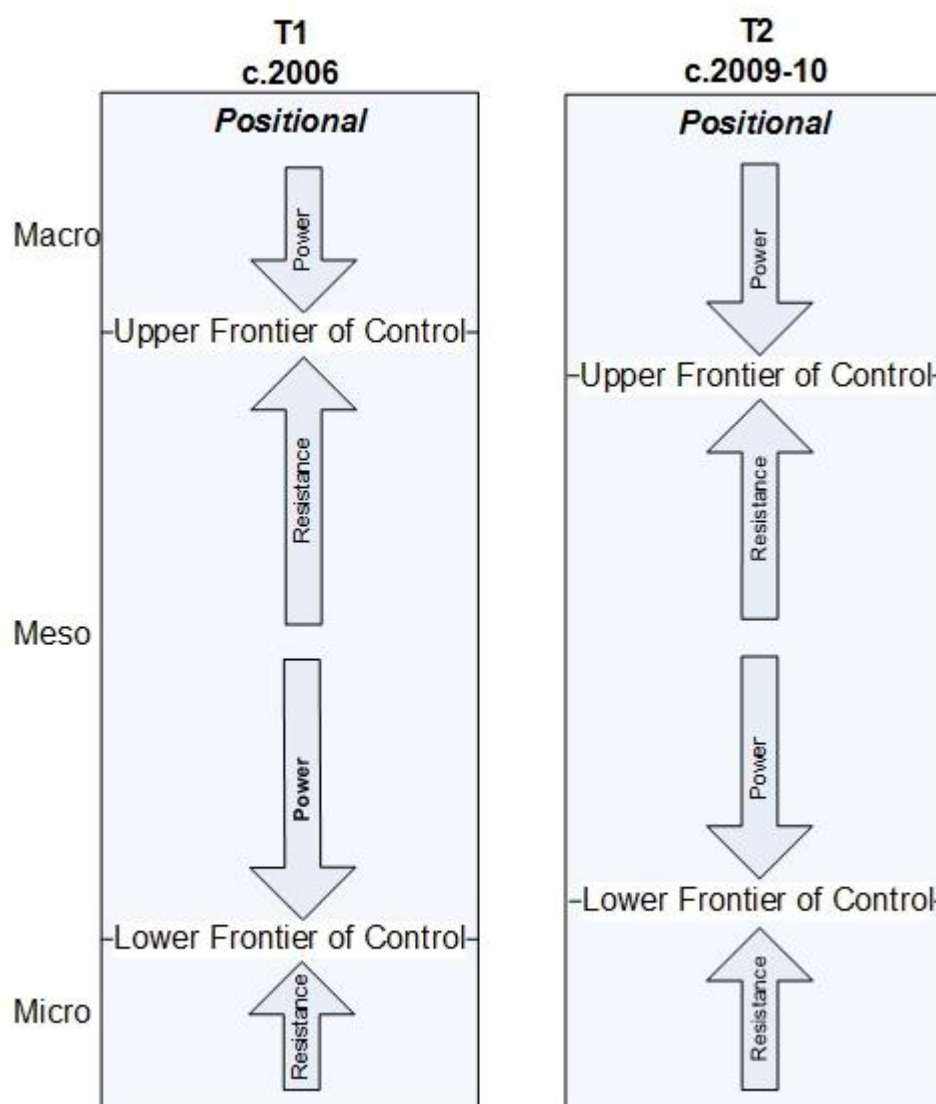 T1
c.2006
T2
c.2009-10
Positional
Positional
Macro
Power
Power
Upper Frontier of Control
Upper Frontier of Control
Resistance
Resistance
Meso
Power
Power
Lower Frontier of Control
Lower Frontier of Control
Micro
Resistance
Resistance